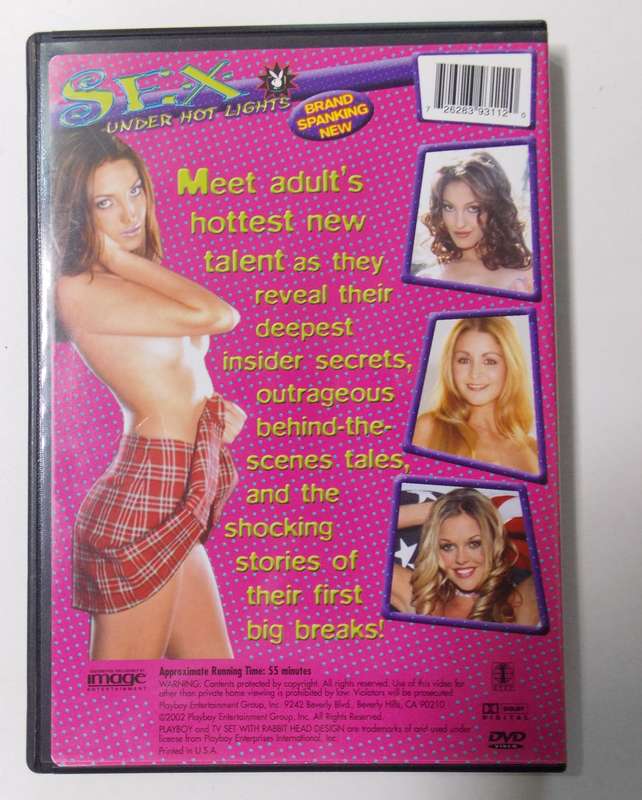 SEX
UNDER HOT LIGHTS
BRAND
SPANKING
NEW
7 26283 93112 6
Meet adult's
hottest new
talent as they
reveal their
deepest
insider secrets,
outrageous
behind-the-
scenes tales,
and the
shocking
stories of
their first
big breaks!
image
ENTERTAINMENT
Approximate Running Time: 55 minutes
WARNING: Contents protected by copyright. All rights reserved. Use of this video for
other than private home viewing is prohibited by law. Violators will be prosecuted
Playboy Entertainment Group, Inc. 9242 Beverly Blvd., Beverly Hills, CA 90210
©2002 Playboy Entertainment Group, Inc. All Rights Reserved.
PLAYBOY and TV SET WITH RABBIT HEAD DESIGN are trademarks of and used under
license from Playboy Enterprises International, Inc.
Printed in U.S.A.
DOLBY
DIGITAL
DVD
VIDEO